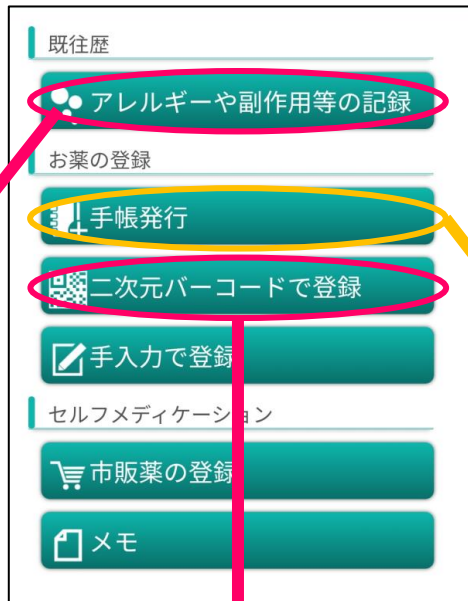 既往歴
アレルギーや副作用等の記録
お薬の登録
手帳発行
二次元バーコードで登録
手入力で登録
セルフメディケーション
市販薬の登録
メモ